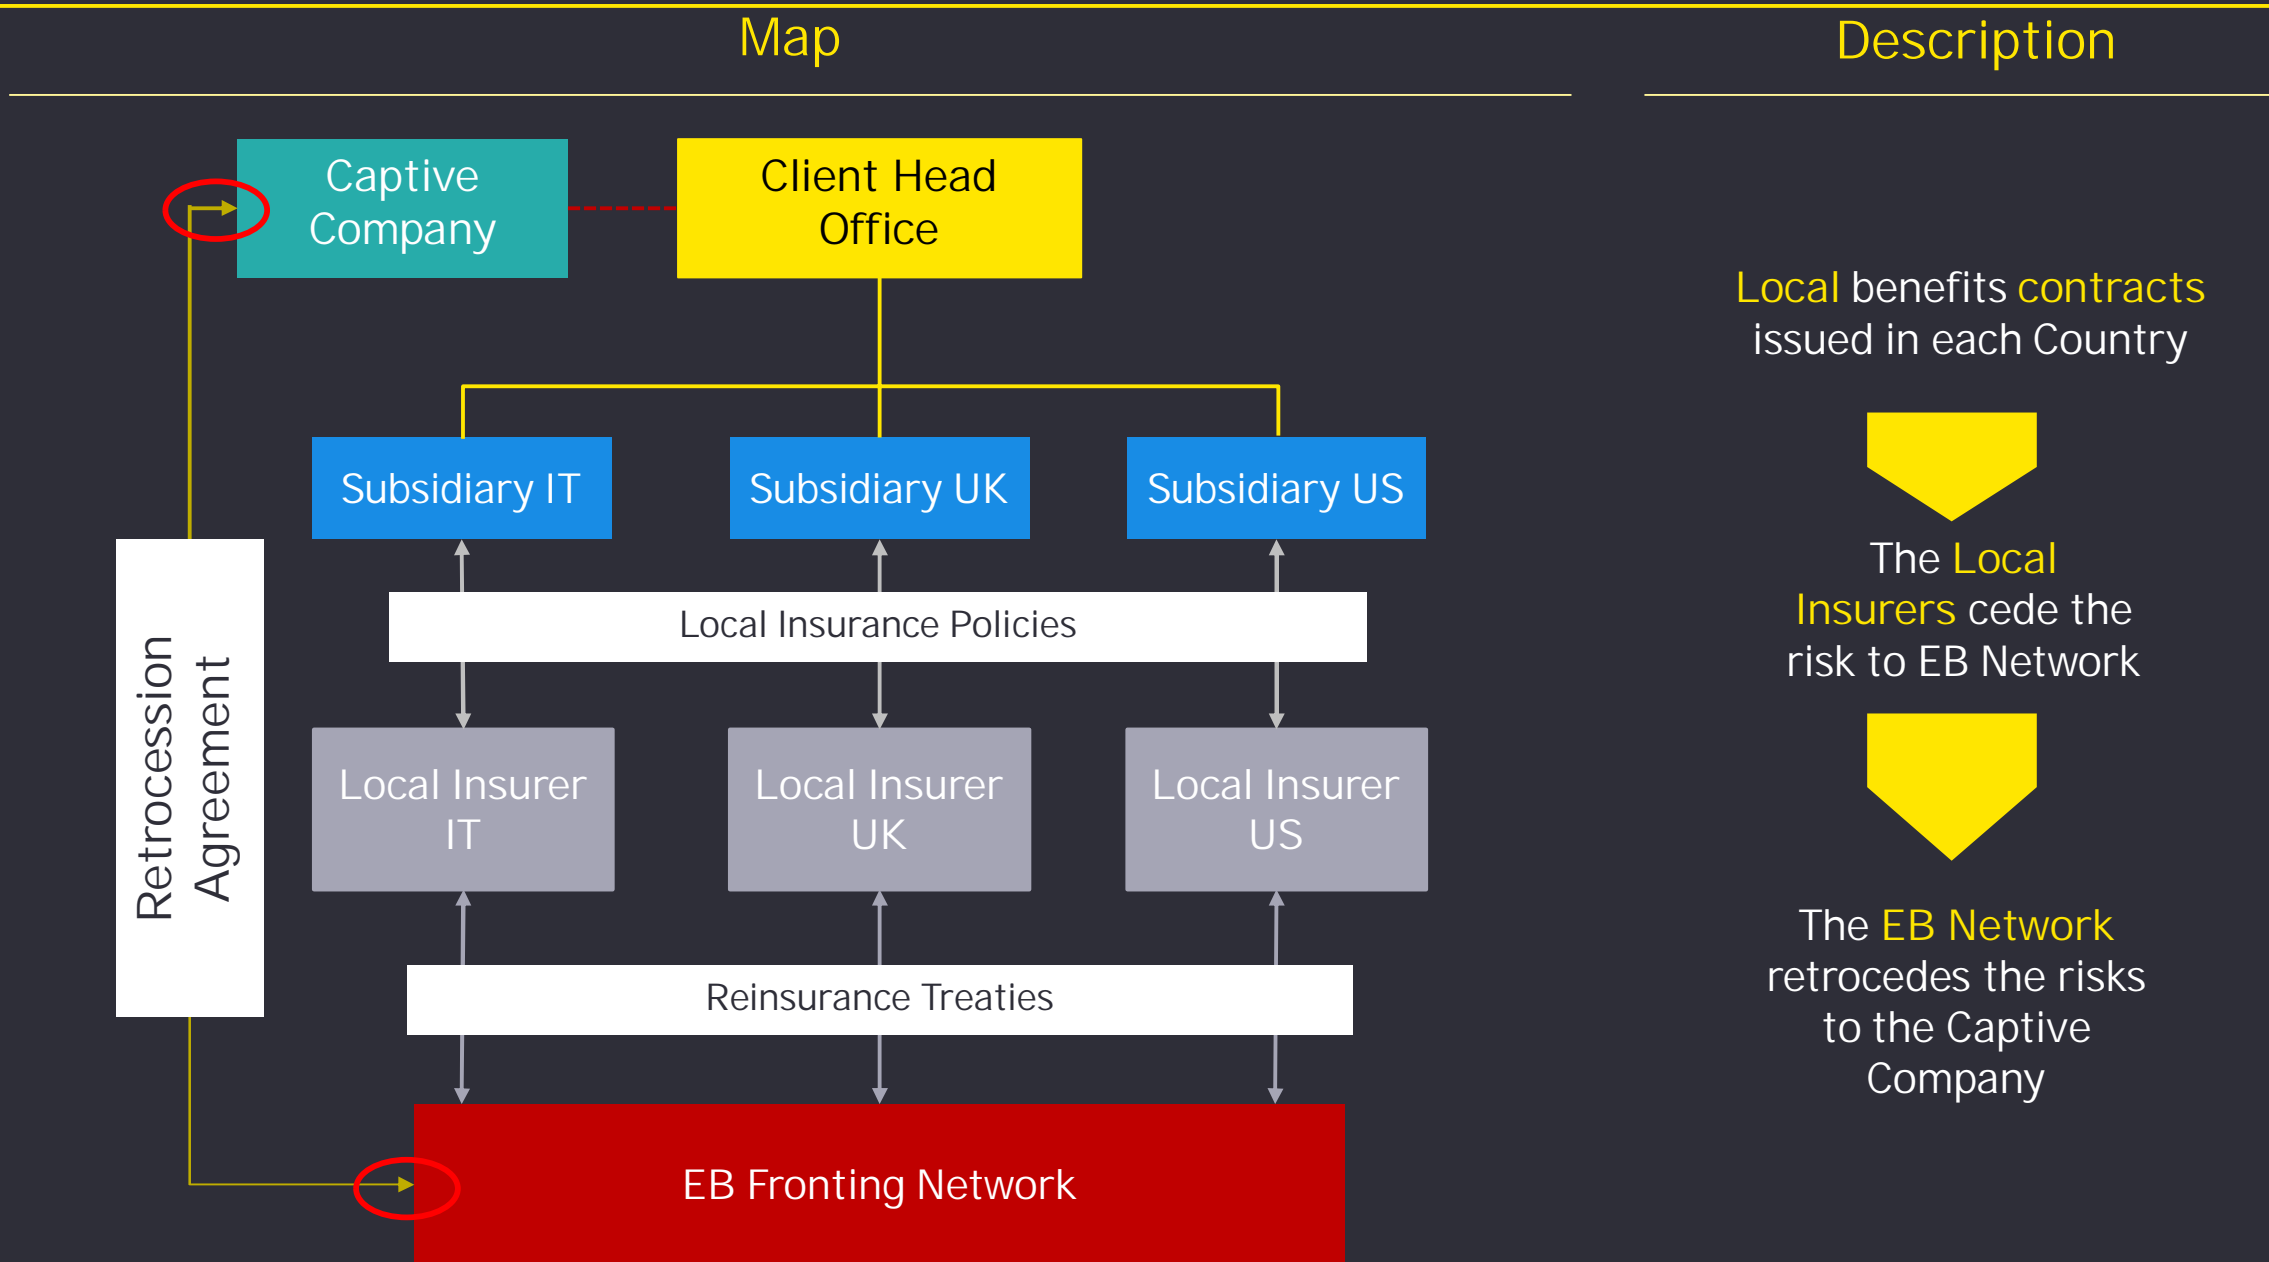 Map
Description
Captive
Company
Client Head
Office
Subsidiary IT
Subsidiary UK
Subsidiary US
Local Insurance Policies
Retrocession
Agreement
Local Insurer
IT
Local Insurer
UK
Local Insurer
US
Reinsurance Treaties
EB Fronting Network
Local benefits contracts
issued in each Country
The Local
Insurers cede the
risk to EB Network
The EB Network
retrocedes the risks
to the Captive
Company